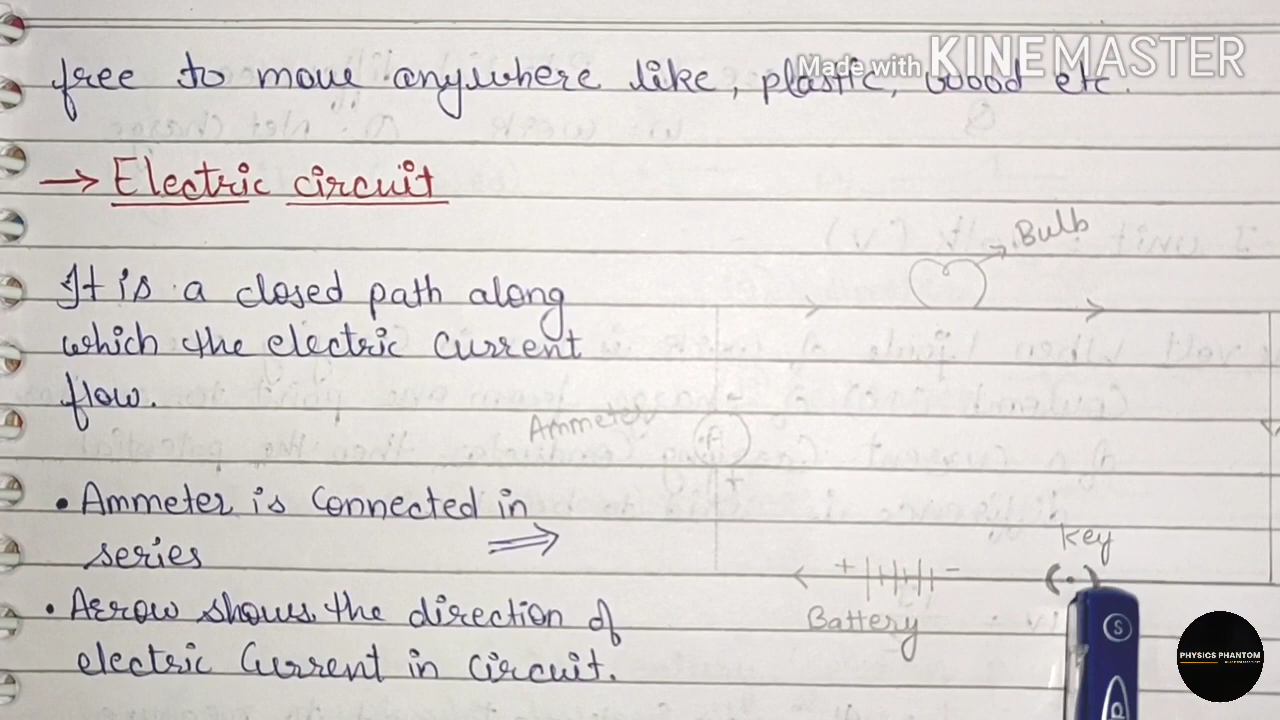 Made with KINEMASTER
free to move anywhere like, plastic, wood etc.
→ Electric circuit
Bulb
It is a closed path along
which the electric current
flow.
Ammeter
A
+
• Ammeter is connected in
series
⇒
Key
+ −
(.)
Battery
• Arrow shows the direction of
electric current in circuit.
S
PHYSICS PHANTOM